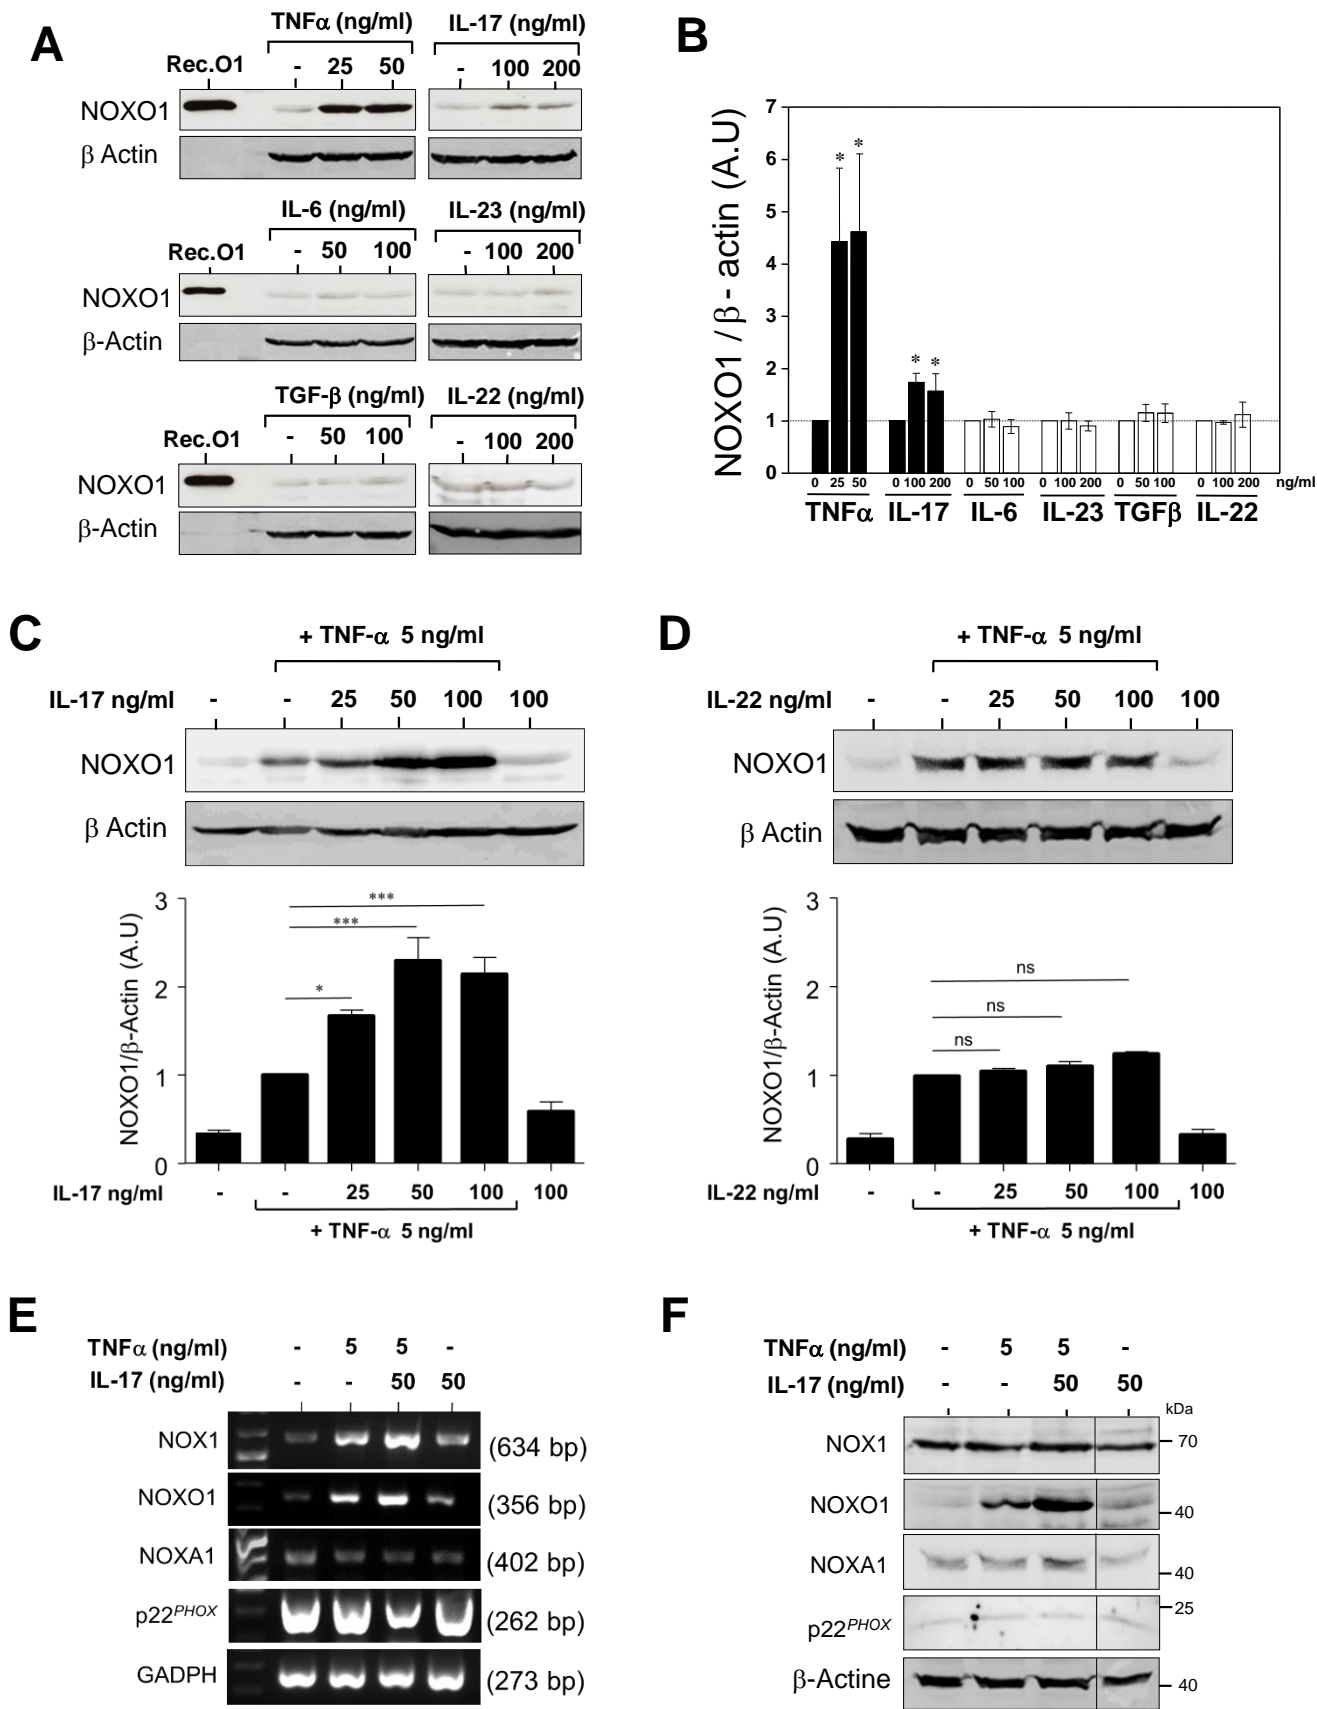 A
TNFα (ng/ml)
IL-17 (ng/ml)
Rec.O1 - 25 50 - 100 200
NOXO1
β Actin
IL-6 (ng/ml)
IL-23 (ng/ml)
Rec.O1 - 50 100 - 100 200
NOXO1
β-Actin
TGF-β (ng/ml)
IL-22 (ng/ml)
Rec.O1 - 50 100 - 100 200
NOXO1
β-Actin
B
NOXO1 / β- actin (A.U)
7
6
5
4
3
2
1
0
* * * *
0 25 50 0 100 200 0 50 100 0 100 200 0 50 100 0 100 200 ng/ml
TNFα IL-17 IL-6 IL-23 TGFβ IL-22
C
+ TNF-α 5 ng/ml
IL-17 ng/ml - - 25 50 100 100
NOXO1
β Actin
NOXO1/β-Actin (A.U)
3
2
1
0
***
***
*
IL-17 ng/ml - - 25 50 100 100
+ TNF-α 5 ng/ml
D
+ TNF-α 5 ng/ml
IL-22 ng/ml - - 25 50 100 100
NOXO1
β Actin
NOXO1/β-Actin (A.U)
3
2
1
0
ns
ns
ns
IL-22 ng/ml - - 25 50 100 100
+ TNF-α 5 ng/ml
E
TNFα (ng/ml) - 5 5 -
IL-17 (ng/ml) - - 50 50
NOX1 (634 bp)
NOXO1 (356 bp)
NOXA1 (402 bp)
p22PHOX (262 bp)
GADPH (273 bp)
F
TNFα (ng/ml) - 5 5 -
IL-17 (ng/ml) - - 50 50
kDa
NOX1 70
NOXO1 40
NOXA1 40
p22PHOX 25
β-Actine 40